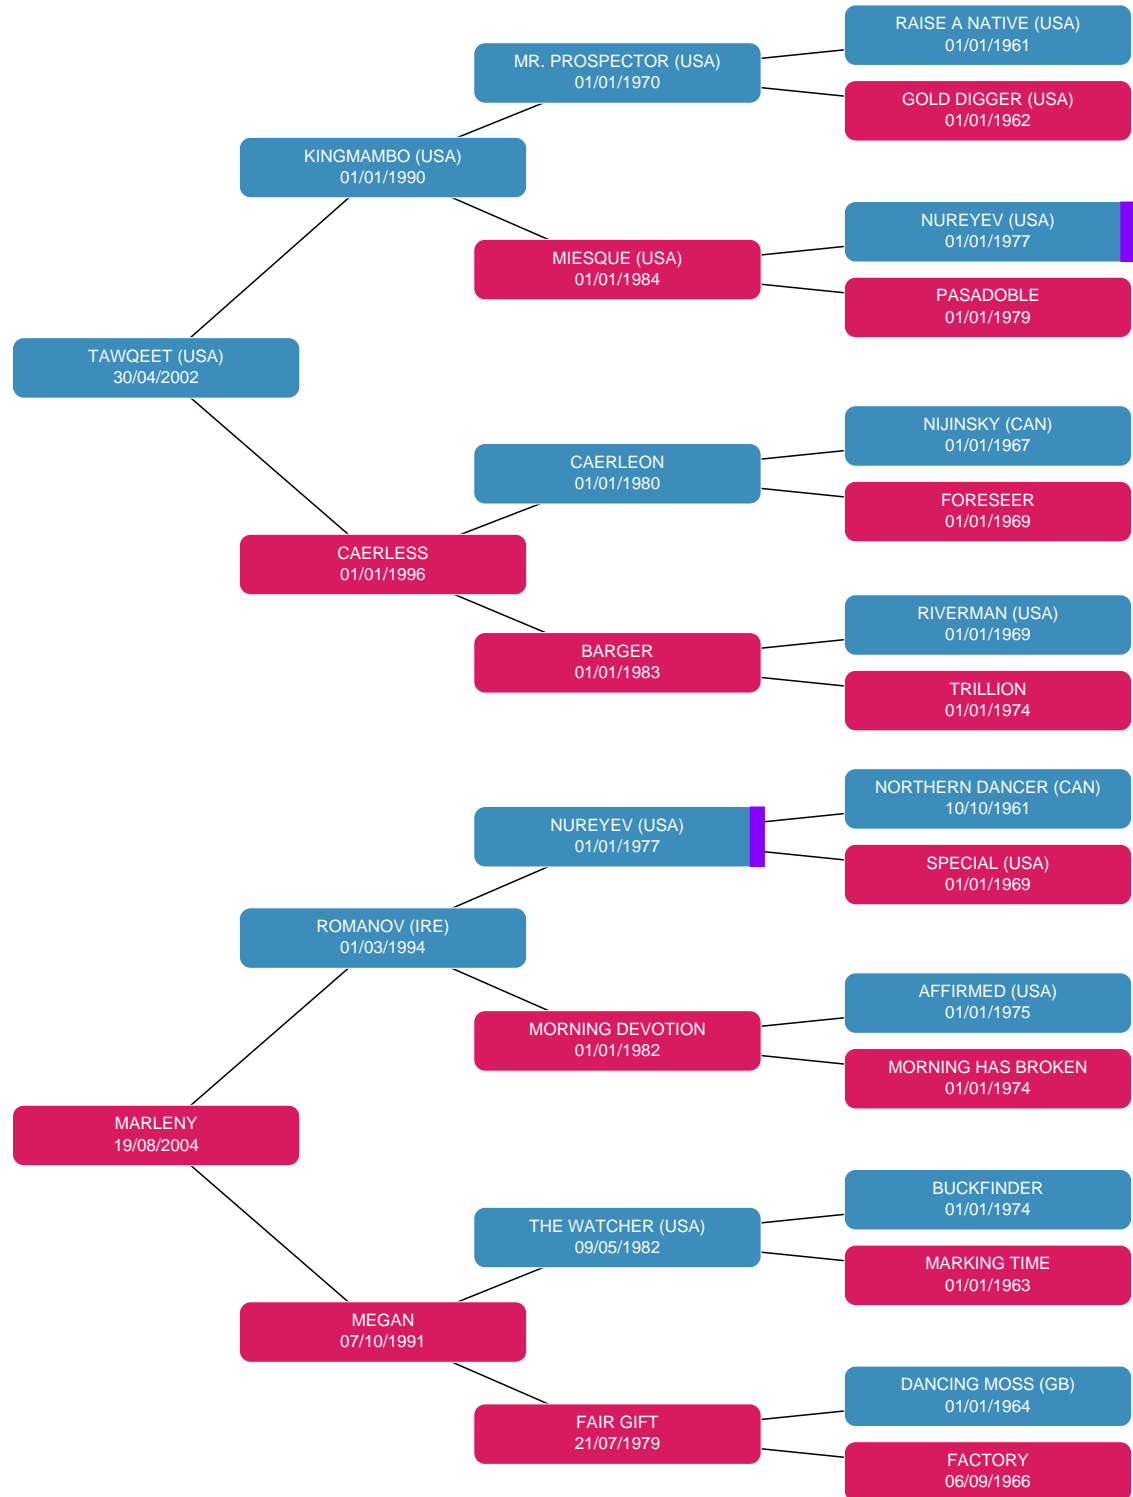 RAISE A NATIVE (USA)
01/01/1961
MR. PROSPECTOR (USA)
01/01/1970
GOLD DIGGER (USA)
01/01/1962
KINGMAMBO (USA)
01/01/1990
NUREYEV (USA)
01/01/1977
MIESQUE (USA)
01/01/1984
PASADOBLE
01/01/1979
TAWQEET (USA)
30/04/2002
NIJINSKY (CAN)
01/01/1967
CAERLEON
01/01/1980
FORESEER
01/01/1969
CAERLESS
01/01/1996
RIVERMAN (USA)
01/01/1969
BARGER
01/01/1983
TRILLION
01/01/1974
NORTHERN DANCER (CAN)
10/10/1961
NUREYEV (USA)
01/01/1977
SPECIAL (USA)
01/01/1969
ROMANOV (IRE)
01/03/1994
AFFIRMED (USA)
01/01/1975
MORNING DEVOTION
01/01/1982
MORNING HAS BROKEN
01/01/1974
MARLENY
19/08/2004
BUCKFINDER
01/01/1974
THE WATCHER (USA)
09/05/1982
MARKING TIME
01/01/1963
MEGAN
07/10/1991
DANCING MOSS (GB)
01/01/1964
FAIR GIFT
21/07/1979
FACTORY
06/09/1966